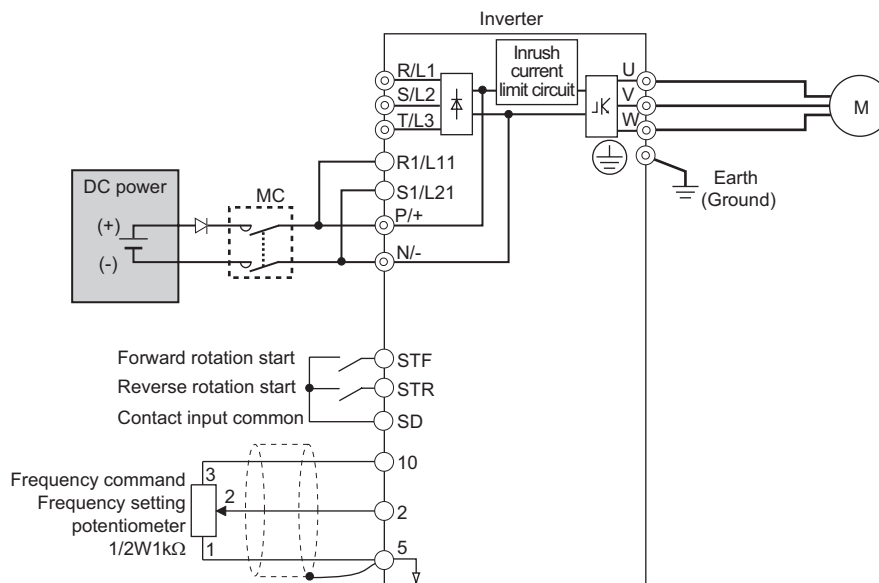 Inverter
R/L1
S/L2
T/L3
Inrush
current
limit circuit
U
V
W
M
R1/L11
S1/L21
P/+
N/-
Earth
(Ground)
DC power
(+)
(-)
MC
Forward rotation start
STF
Reverse rotation start
STR
Contact input common
SD
Frequency command
Frequency setting
potentiometer
1/2W1kΩ
3
2
1
10
2
5